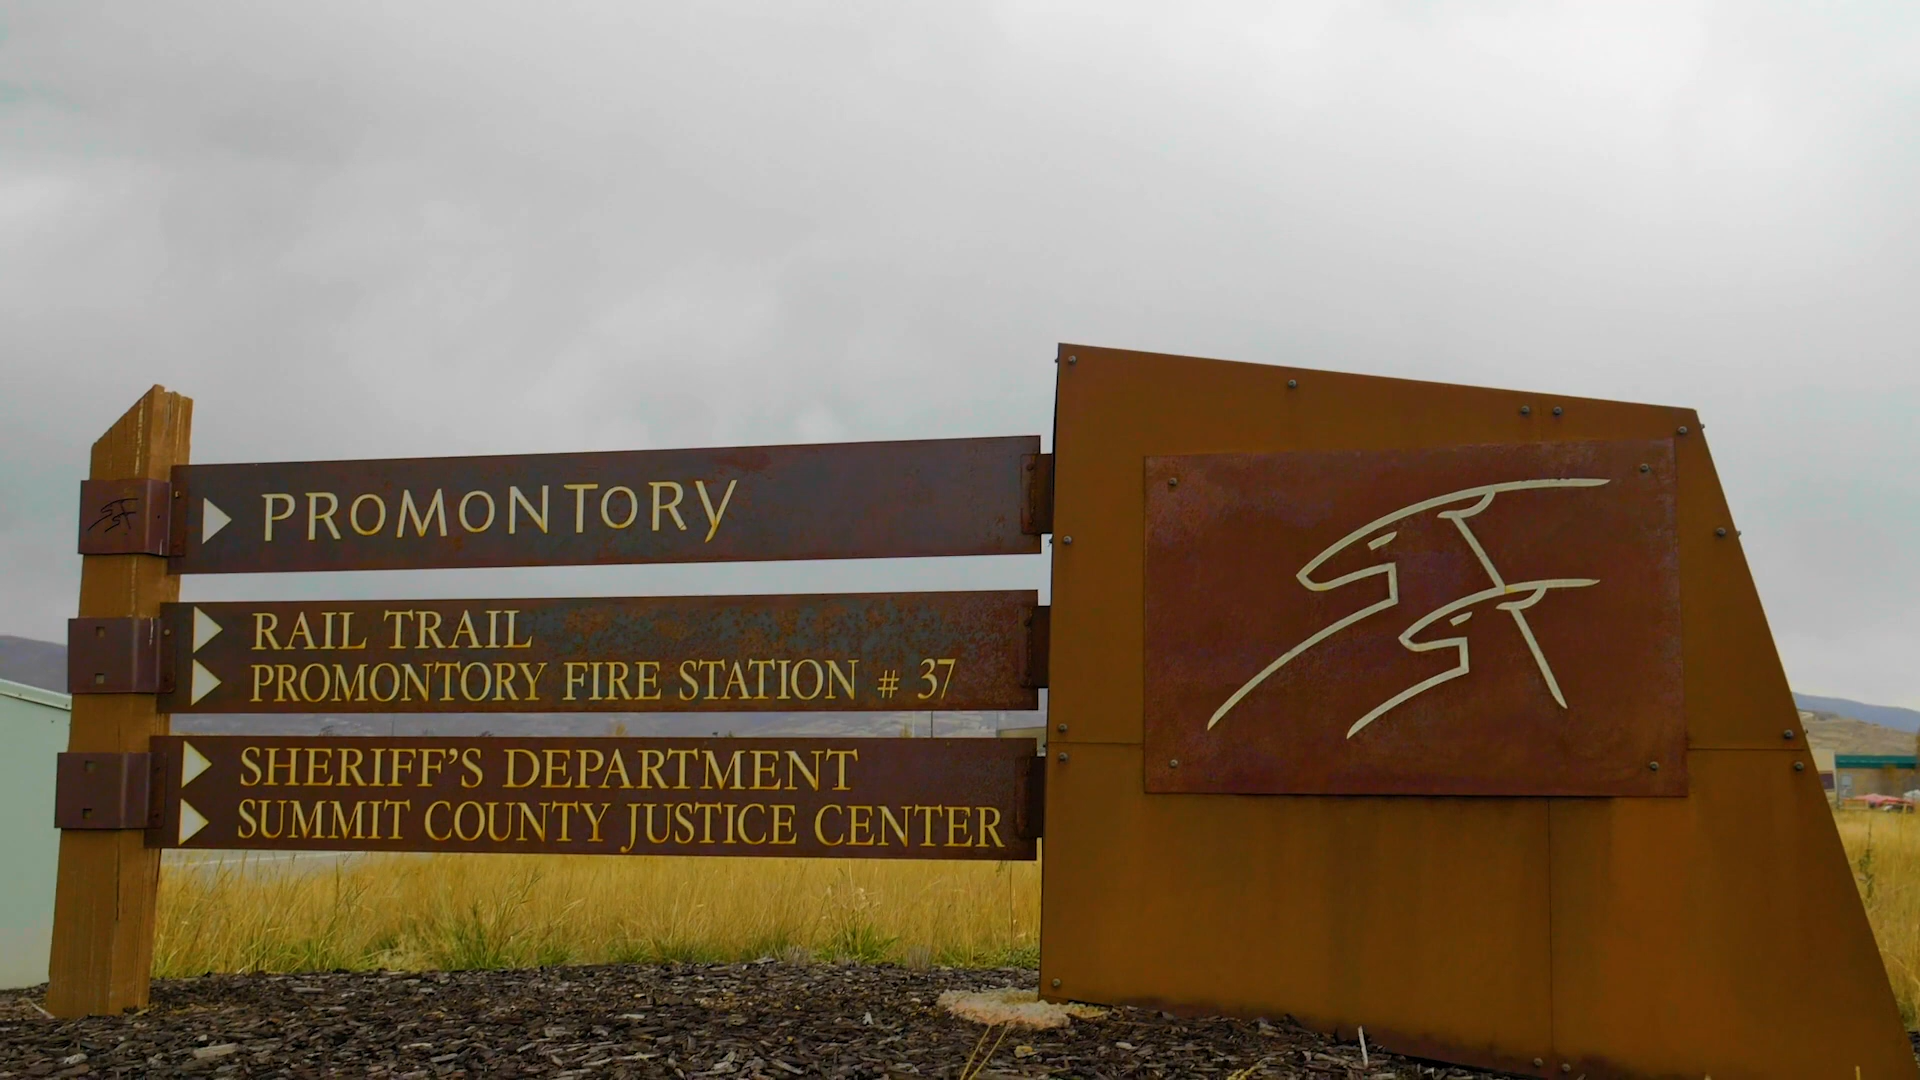 PROMONTORY
RAIL TRAIL
PROMONTORY FIRE STATION # 37
SHERIFF'S DEPARTMENT
SUMMIT COUNTY JUSTICE CENTER